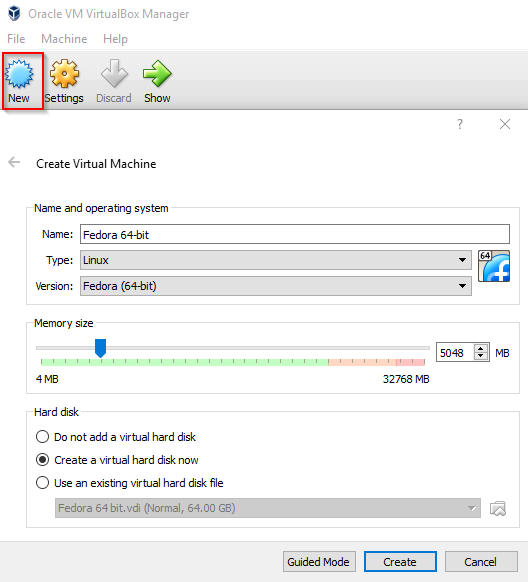 Oracle VM VirtualBox Manager
File Machine Help
New Settings Discard Show
?
Create Virtual Machine
Name and operating system
Name: Fedora 64-bit
Type: Linux
64
Version: Fedora (64-bit)
Memory size
5048 MB
4 MB 32768 MB
Hard disk
Do not add a virtual hard disk
Create a virtual hard disk now
Use an existing virtual hard disk file
Fedora 64 bit.vdi (Normal, 64.00 GB)
Guided Mode Create Cancel